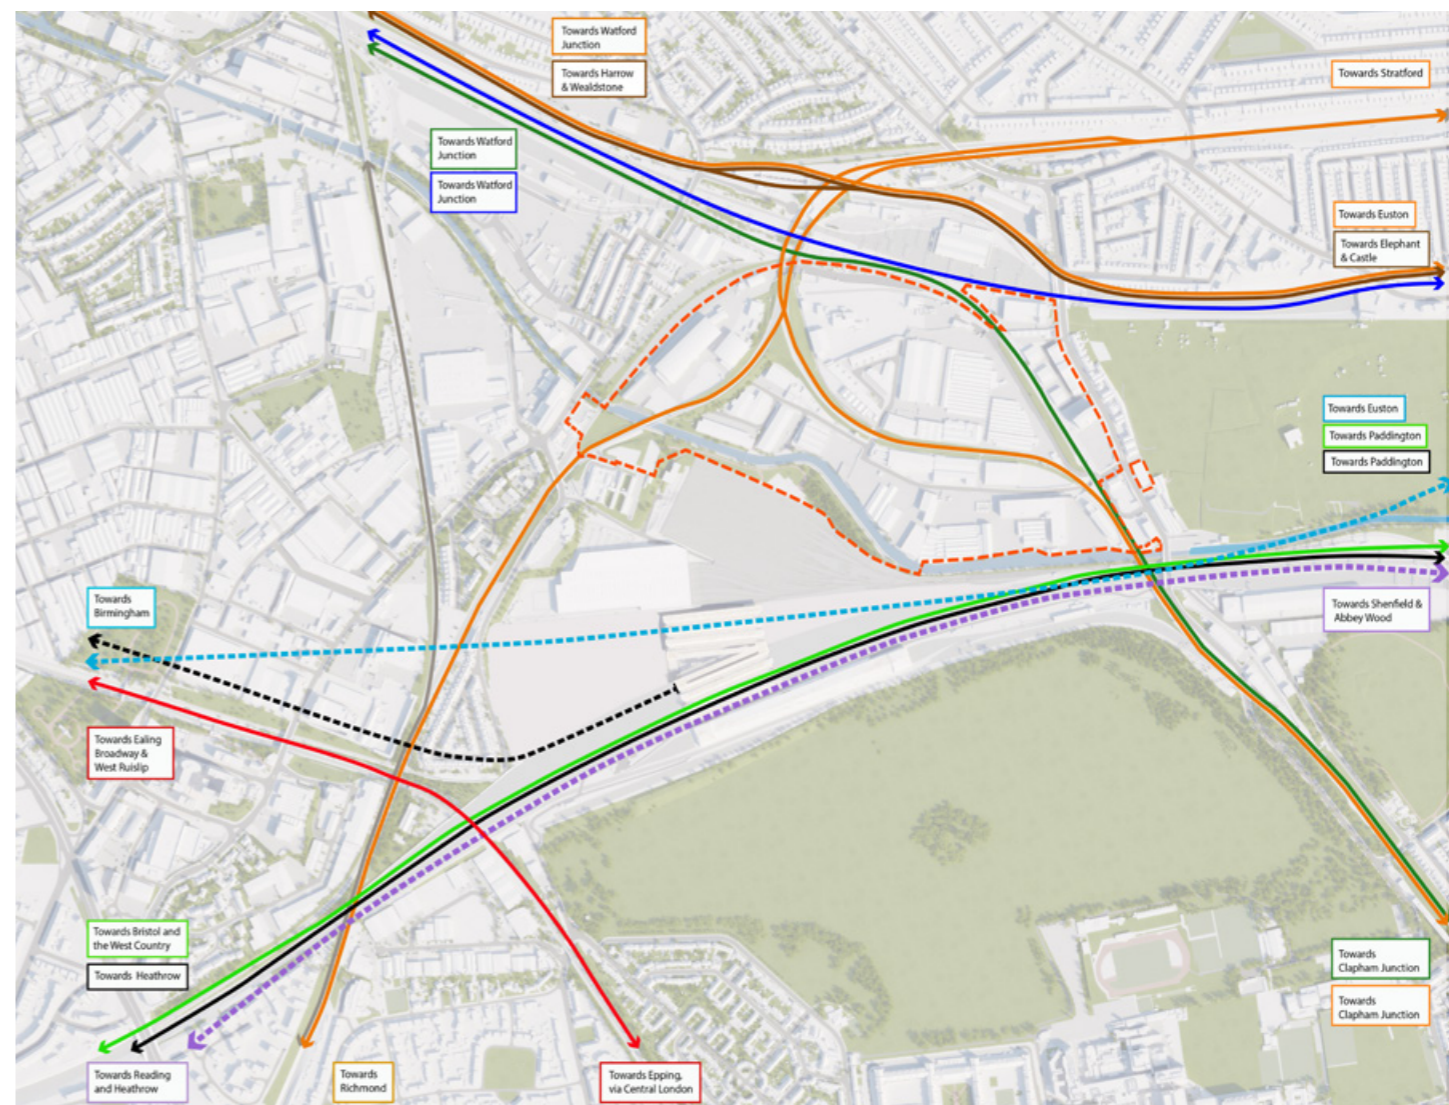 Towards Watford
Junction
Towards Harrow
& Wealdstone
Towards Stratford
Towards Watford
Junction
Towards Watford
Junction
Towards Euston
Towards Elephant
& Castle
Towards Euston
Towards Paddington
Towards Paddington
Towards
Birmingham
Towards Shenfield &
Abbey Wood
Towards Ealing
Broadway &
West Ruislip
Towards Bristol and
the West Country
Towards Heathrow
Towards
Clapham Junction
Towards
Clapham Junction
Towards Reading
and Heathrow
Towards
Richmond
Towards Epping,
via Central London